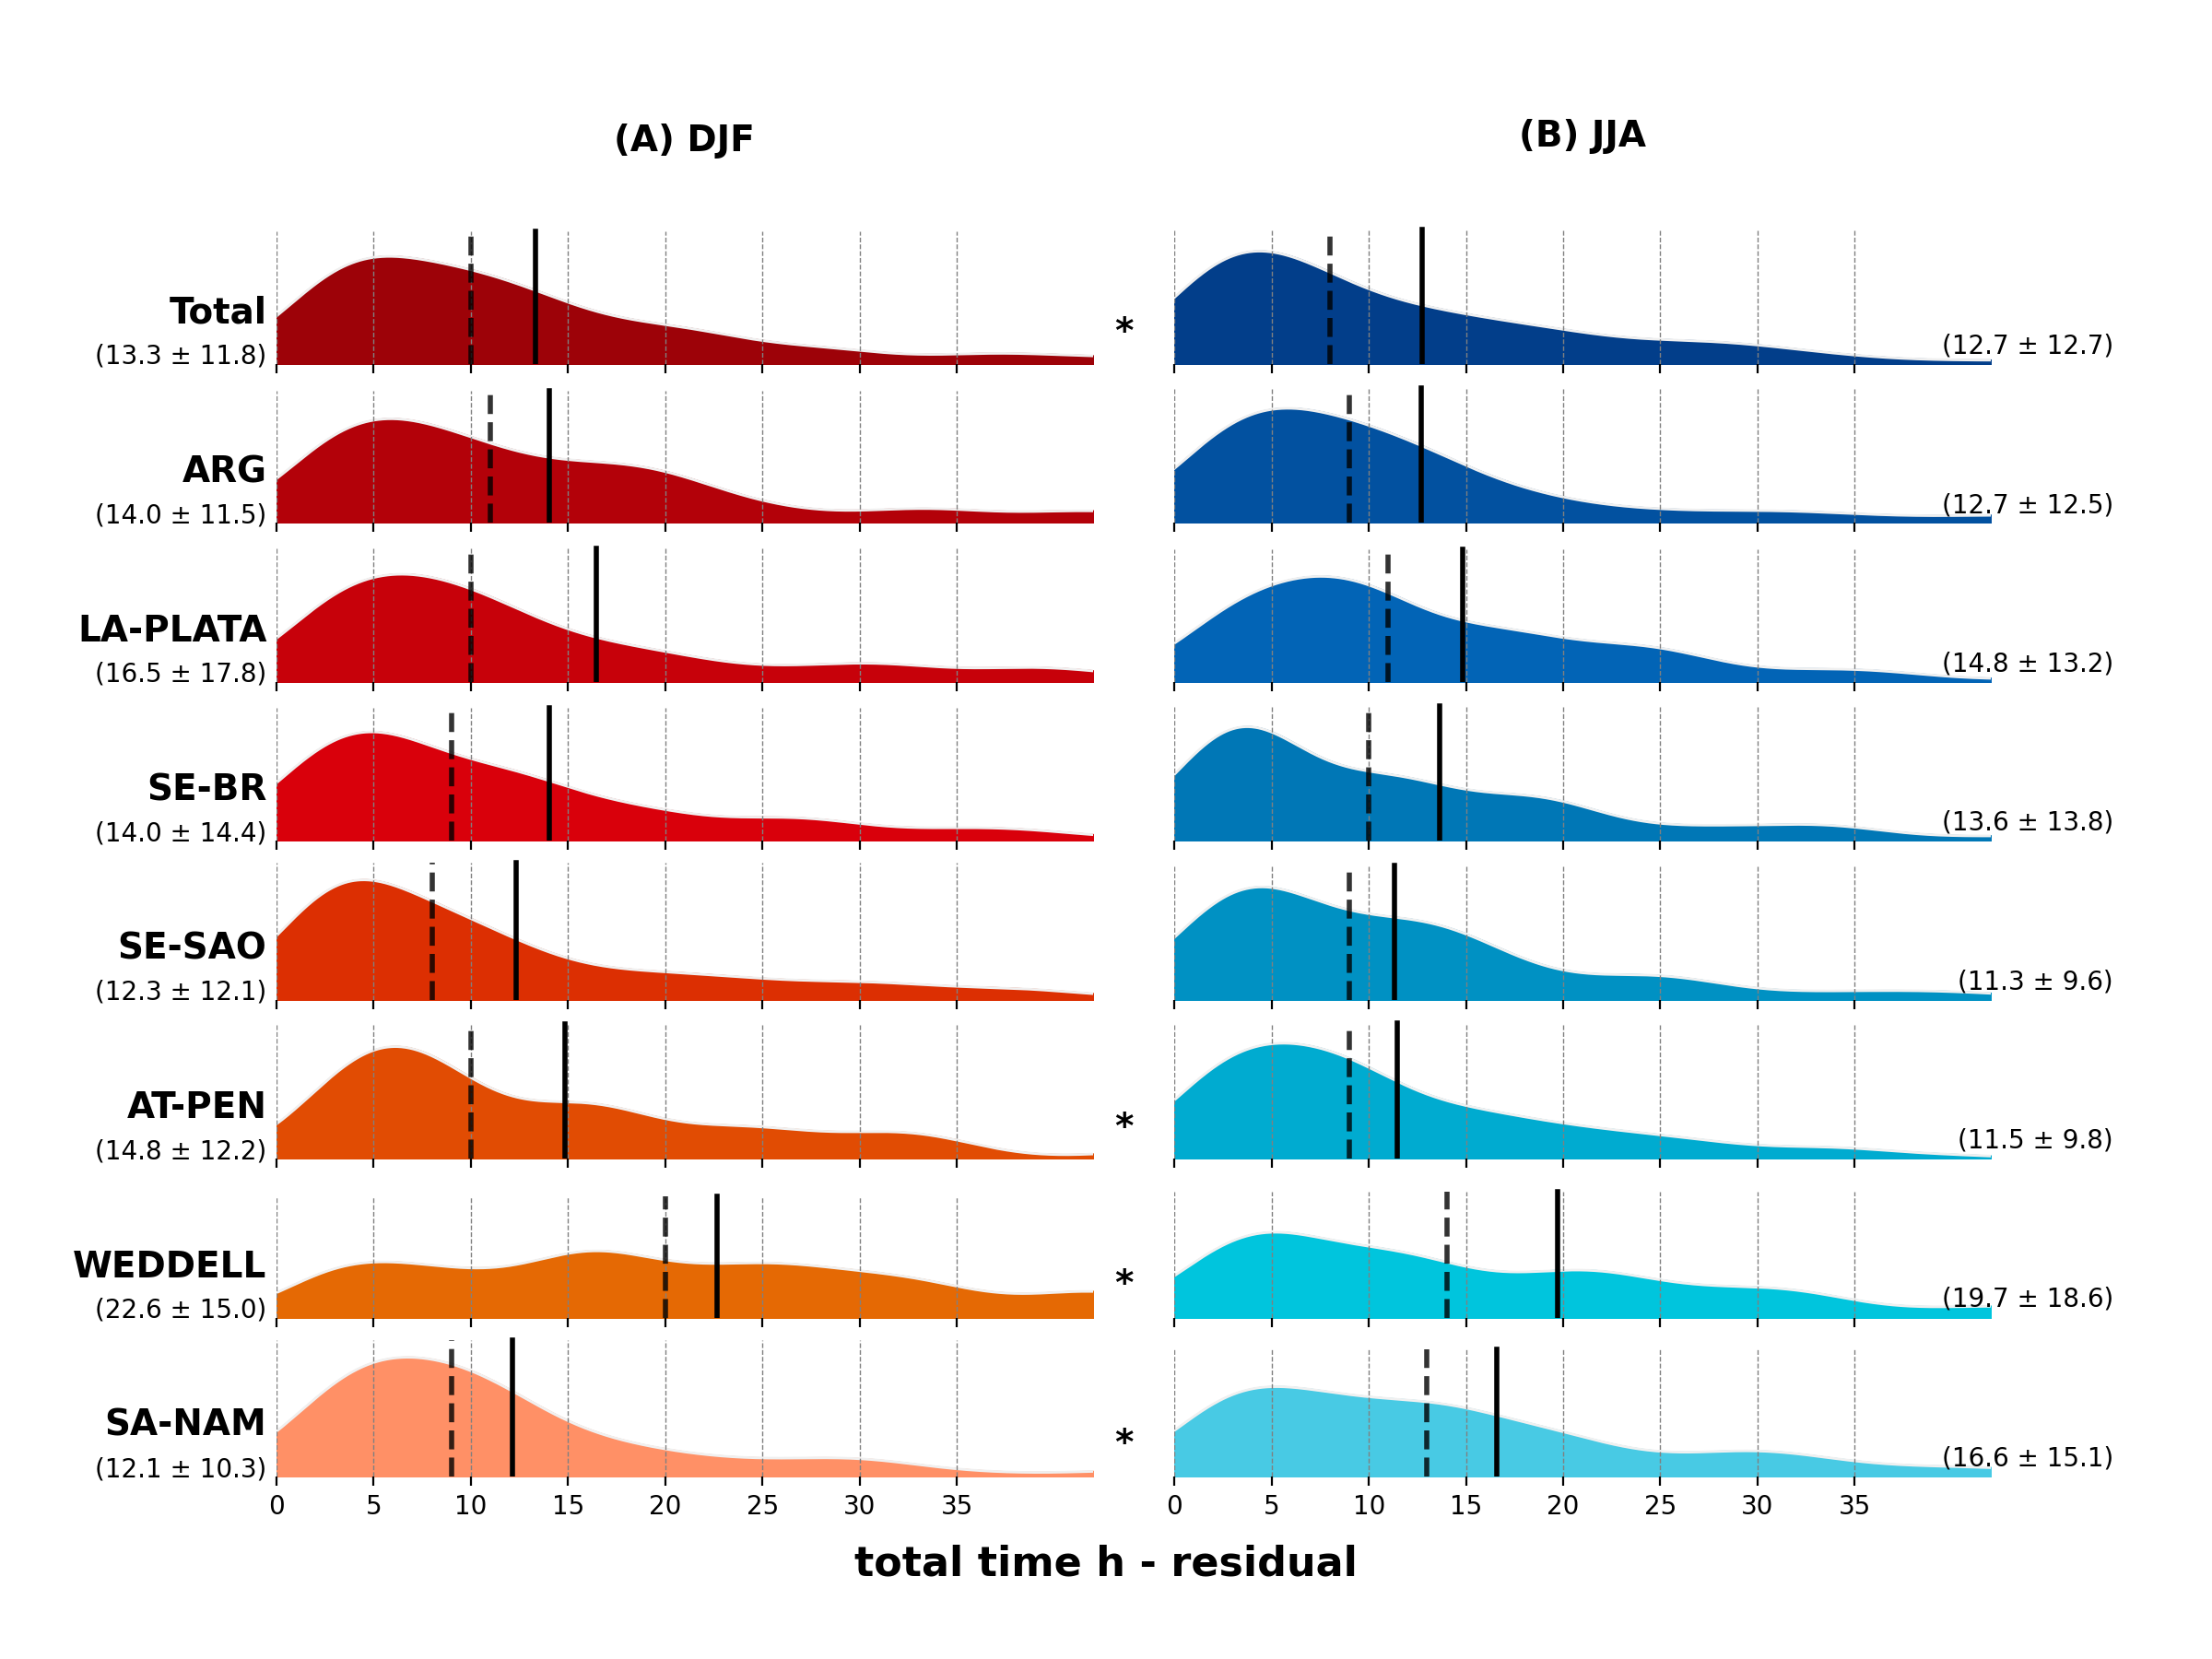 (A) DJF
(B) JJA
Total
(13.3 ± 11.8)
*
(12.7 ± 12.7)
ARG
(14.0 ± 11.5)
(12.7 ± 12.5)
LA-PLATA
(16.5 ± 17.8)
(14.8 ± 13.2)
SE-BR
(14.0 ± 14.4)
(13.6 ± 13.8)
SE-SAO
(12.3 ± 12.1)
(11.3 ± 9.6)
AT-PEN
(14.8 ± 12.2)
*
(11.5 ± 9.8)
WEDDELL
(22.6 ± 15.0)
*
(19.7 ± 18.6)
SA-NAM
(12.1 ± 10.3)
*
(16.6 ± 15.1)
0 5 10 15 20 25 30 35
0 5 10 15 20 25 30 35
total time h - residual